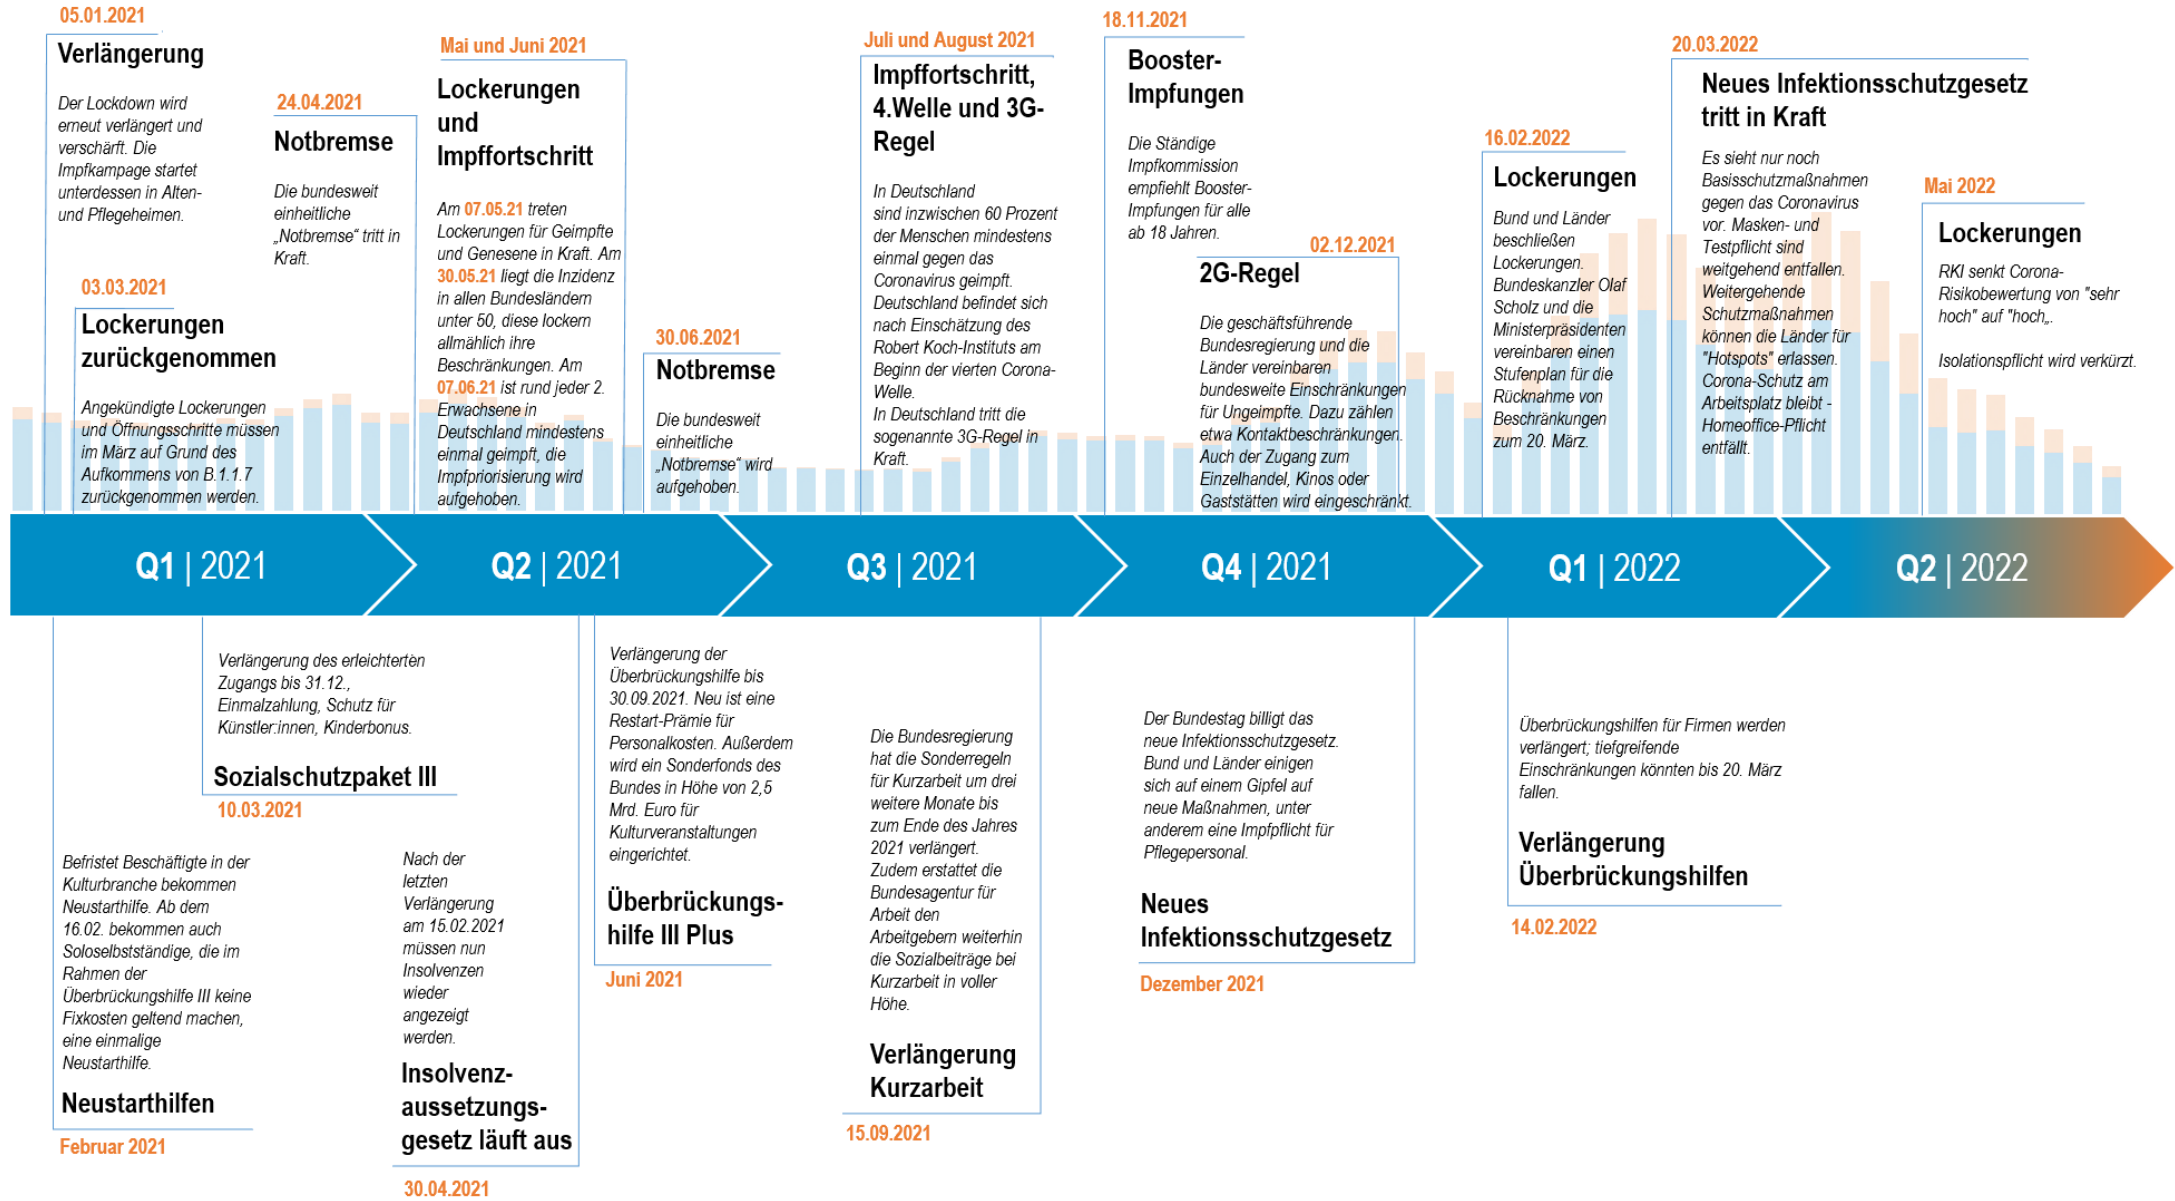 05.01.2021
Verlängerung
Der Lockdown wird
erneut verlängert und
verschärft. Die
Impfkampage startet
unterdessen in Alten-
und Pflegeheimen.
03.03.2021
Lockerungen
zurückgenommen
Angekündigte Lockerungen
und Öffnungsschritte müssen
im März auf Grund des
Aufkommens von B.1.1.7
zurückgenommen werden.
24.04.2021
Notbremse
Die bundesweit
einheitliche
„Notbremse“ tritt in
Kraft.
Mai und Juni 2021
Lockerungen
und
Impffortschritt
Am 07.05.21 treten
Lockerungen für Geimpfte
und Genesene in Kraft. Am
30.05.21 liegt die Inzidenz
in allen Bundesländern
unter 50, diese lockern
allmählich ihre
Beschränkungen. Am
07.06.21 ist rund jeder 2.
Erwachsene in
Deutschland mindestens
einmal geimpft, die
Impfpriorisierung wird
aufgehoben.
30.06.2021
Notbremse
Die bundesweit
einheitliche
„Notbremse“ wird
aufgehoben.
Juli und August 2021
Impffortschritt,
4.Welle und 3G-
Regel
In Deutschland
sind inzwischen 60 Prozent
der Menschen mindestens
einmal gegen das
Coronavirus geimpft.
Deutschland befindet sich
nach Einschätzung des
Robert Koch-Instituts am
Beginn der vierten Corona-
Welle.
In Deutschland tritt die
sogenannte 3G-Regel in
Kraft.
18.11.2021
Booster-
Impfungen
Die Ständige
Impfkommission
empfiehlt Booster-
Impfungen für alle
ab 18 Jahren.
02.12.2021
2G-Regel
Die geschäftsführende
Bundesregierung und die
Länder vereinbaren
bundesweite Einschränkungen
für Ungeimpfte. Dazu zählen
etwa Kontaktbeschränkungen.
Auch der Zugang zum
Einzelhandel, Kinos oder
Gaststätten wird eingeschränkt.
16.02.2022
Lockerungen
Bund und Länder
beschließen
Lockerungen.
Bundeskanzler Olaf
Scholz und die
Ministerpräsidenten
vereinbaren einen
Stufenplan für die
Rücknahme von
Beschränkungen
zum 20. März.
20.03.2022
Neues Infektionsschutzgesetz
tritt in Kraft
Es sieht nur noch
Basisschutzmaßnahmen
gegen das Coronavirus
vor. Masken- und
Testpflicht sind
weitgehend entfallen.
Weitergehende
Schutzmaßnahmen
können die Länder für
"Hotspots" erlassen.
Corona-Schutz am
Arbeitsplatz bleibt -
Homeoffice-Pflicht
entfällt.
Mai 2022
Lockerungen
RKI senkt Corona-
Risikobewertung von "sehr
hoch" auf "hoch„.
Isolationspflicht wird verkürzt.
Q1 | 2021
Q2 | 2021
Q3 | 2021
Q4 | 2021
Q1 | 2022
Q2 | 2022
Befristet Beschäftigte in der
Kulturbranche bekommen
Neustarthilfe. Ab dem
16.02. bekommen auch
Soloselbstständige, die im
Rahmen der
Überbrückungshilfe III keine
Fixkosten geltend machen,
eine einmalige
Neustarthilfe.
Neustarthilfen
Februar 2021
Verlängerung des erleichterten
Zugangs bis 31.12.,
Einmalzahlung, Schutz für
Künstler:innen, Kinderbonus.
Sozialschutzpaket III
10.03.2021
Nach der
letzten
Verlängerung
am 15.02.2021
müssen nun
Insolvenzen
wieder
angezeigt
werden.
Insolvenz-
aussetzungs-
gesetz läuft aus
30.04.2021
Verlängerung der
Überbrückungshilfe bis
30.09.2021. Neu ist eine
Restart-Prämie für
Personalkosten. Außerdem
wird ein Sonderfonds des
Bundes in Höhe von 2,5
Mrd. Euro für
Kulturveranstaltungen
eingerichtet.
Überbrückungs-
hilfe III Plus
Juni 2021
Die Bundesregierung
hat die Sonderregeln
für Kurzarbeit um drei
weitere Monate bis
zum Ende des Jahres
2021 verlängert.
Zudem erstattet die
Bundesagentur für
Arbeit den
Arbeitgebern weiterhin
die Sozialbeiträge bei
Kurzarbeit in voller
Höhe.
Verlängerung
Kurzarbeit
15.09.2021
Der Bundestag billigt das
neue Infektionsschutzgesetz.
Bund und Länder einigen
sich auf einem Gipfel auf
neue Maßnahmen, unter
anderem eine Impfpflicht für
Pflegepersonal.
Neues
Infektionsschutzgesetz
Dezember 2021
Überbrückungshilfen für Firmen werden
verlängert; tiefgreifende
Einschränkungen könnten bis 20. März
fallen.
Verlängerung
Überbrückungshilfen
14.02.2022